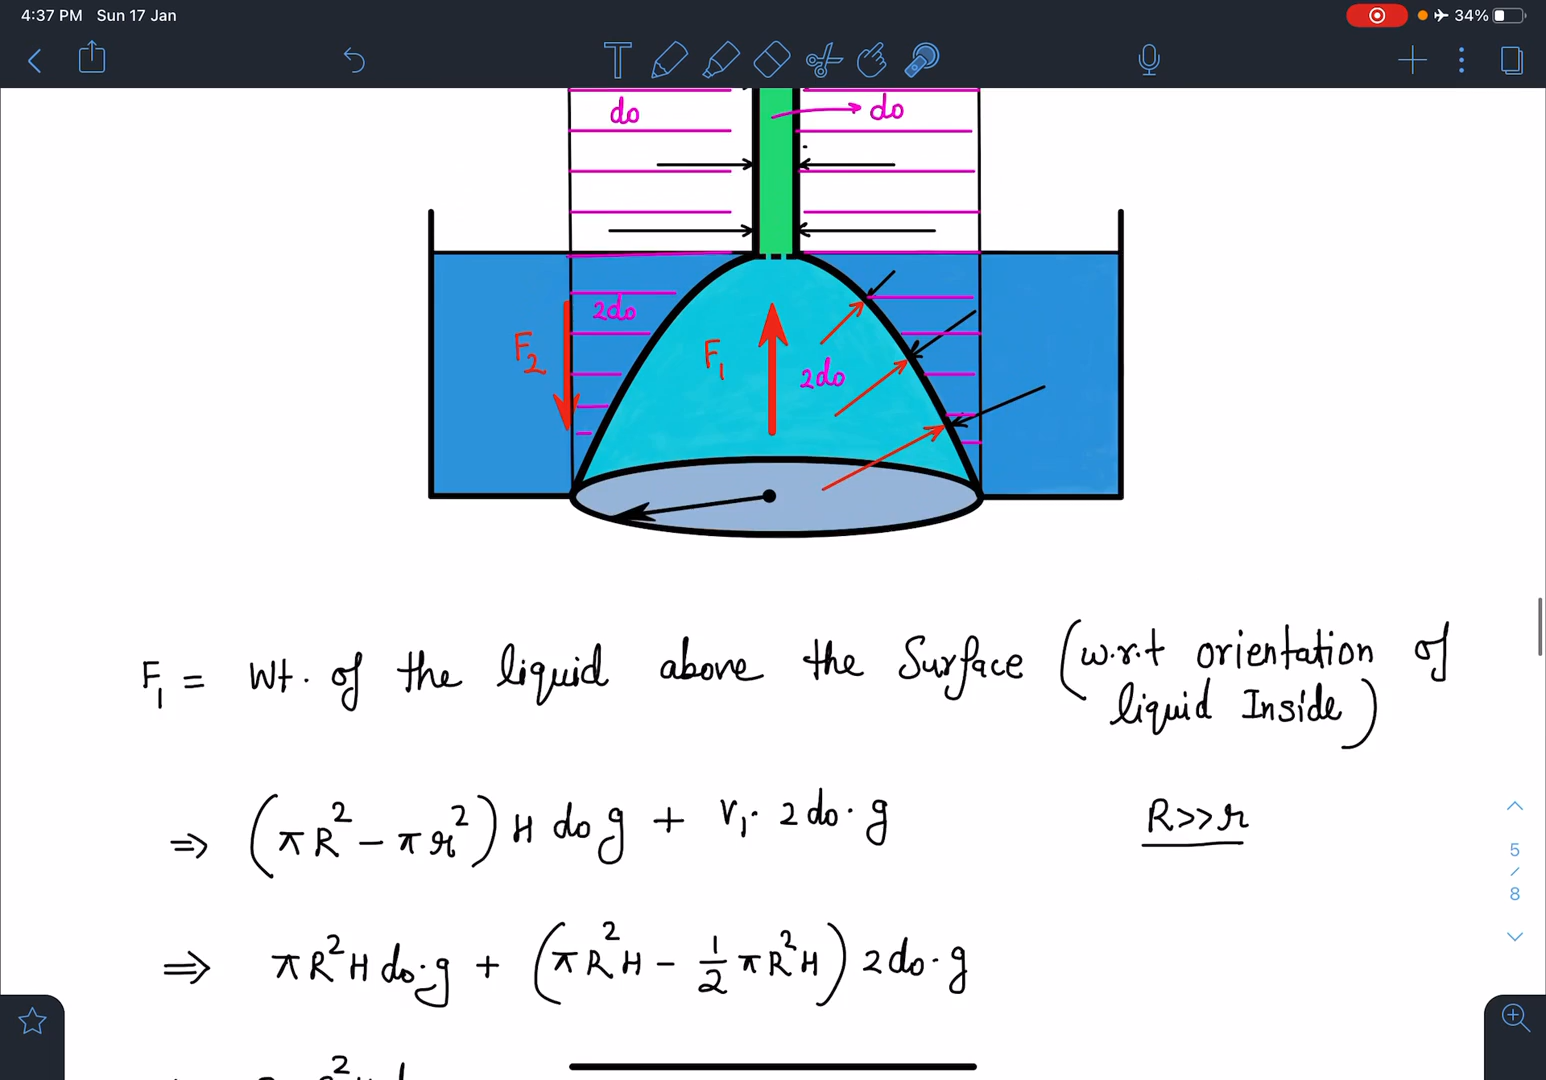 4:37 PM Sun 17 Jan
34%
T
do
do
2do
F₂
F₁
2do
F₁ = Wt. of the liquid above the Surface (w.r.t orientation of
liquid Inside)
⇒ (πR² − πr²) H do g + V₁ · 2do · g
R>>r
5
/
8
⇒ πR²H do · g + (πR²H − 1/2 πR²H) 2do · g